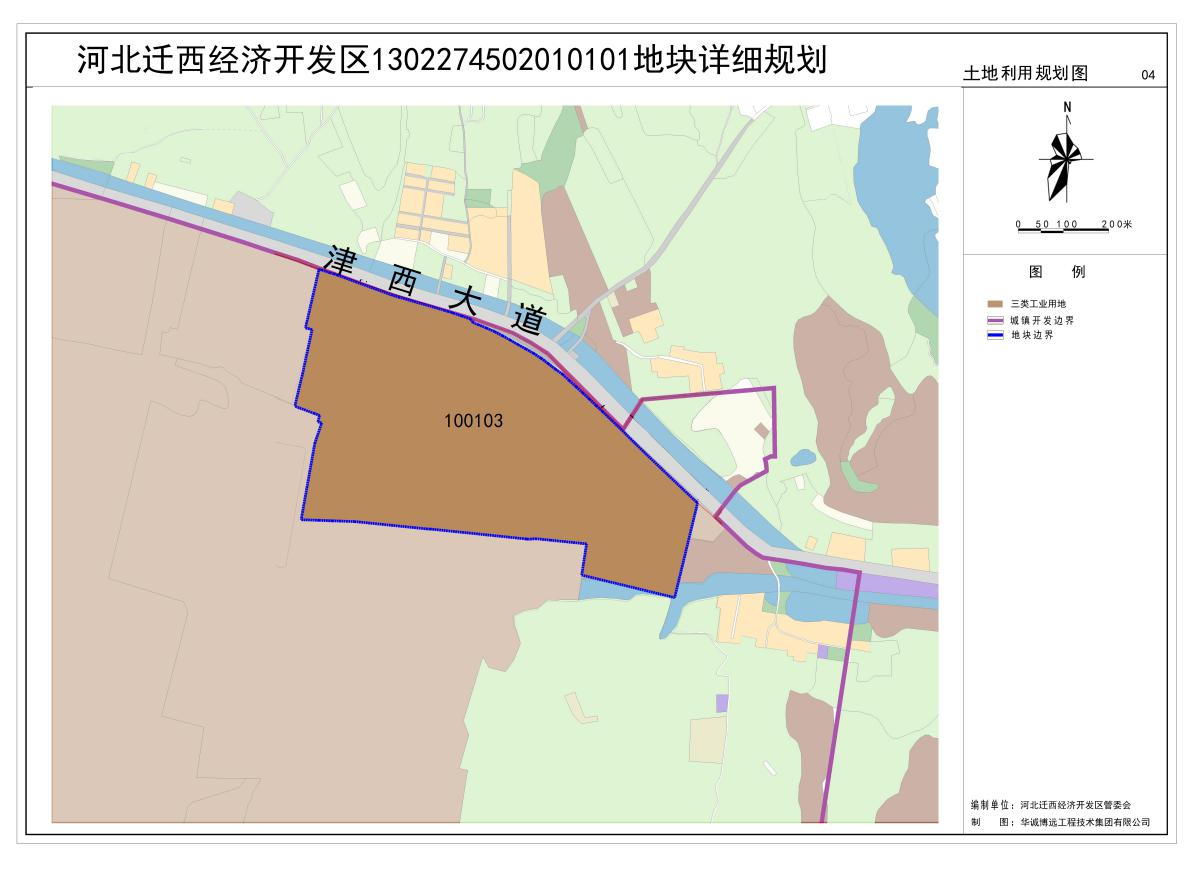 河北迁西经济开发区1302274502010101地块详细规划
土地利用规划图 04
N
0 50 100 200米
图 例
三类工业用地
城镇开发边界
地块边界
津西大道
100103
编制单位：河北迁西经济开发区管委会
制 图：华诚博远工程技术集团有限公司